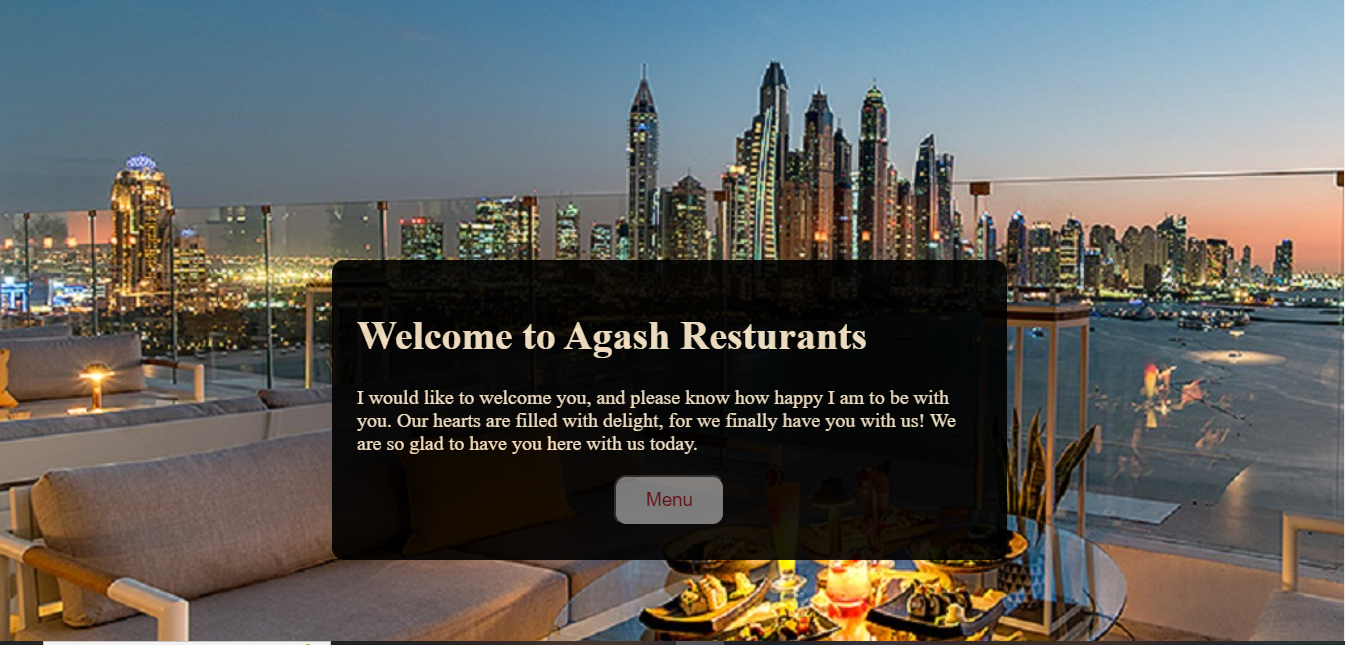 Welcome to Agash Resturants
I would like to welcome you, and please know how happy I am to be with
you. Our hearts are filled with delight, for we finally have you with us! We
are so glad to have you here with us today.
Menu